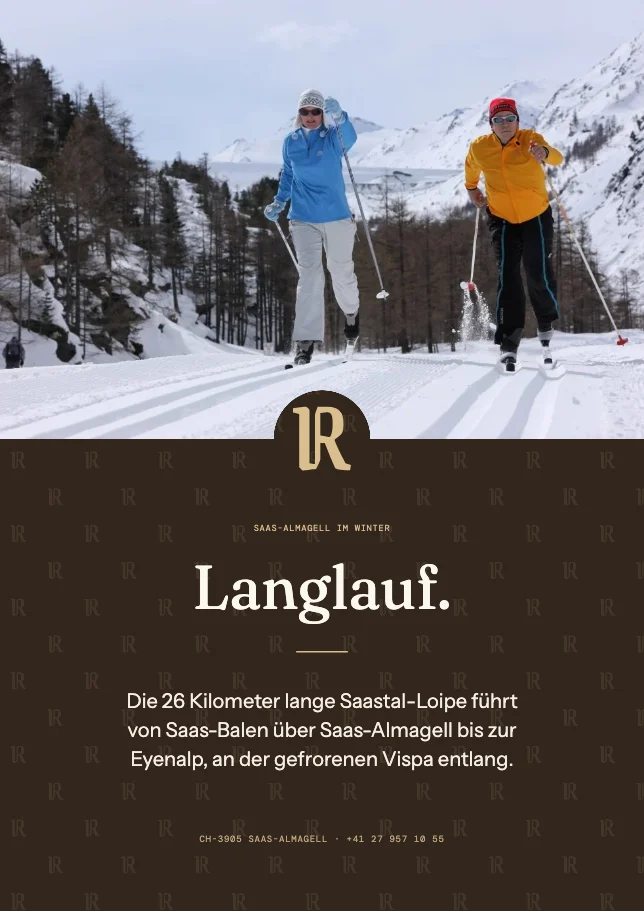 R
SAAS-ALMAGELL IM WINTER
Langlauf.
Die 26 Kilometer lange Saastal-Loipe führt
von Saas-Balen über Saas-Almagell bis zur
Eyenalp, an der gefrorenen Vispa entlang.
CH-3905 SAAS-ALMAGELL · +41 27 957 10 55